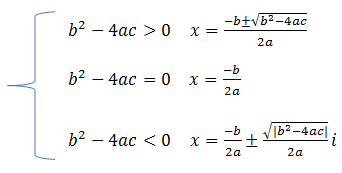 b² − 4ac > 0 x = (−b±√(b²−4ac))/(2a)
b² − 4ac = 0 x = (−b)/(2a)
b² − 4ac < 0 x = (−b)/(2a) ± (√|b²−4ac|)/(2a) i